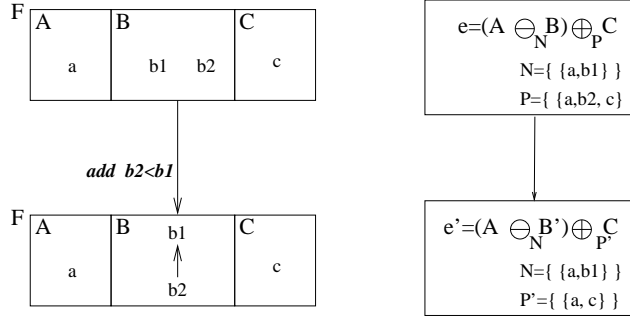 F A B C
a b1 b2 c
add b2<b1
F A B C
a b1 c
b2
e=(A ⊖N B) ⊕P C
N={ {a,b1} }
P={ {a,b2, c}
e'=(A ⊖N B') ⊕P' C
N={ {a,b1} }
P'={ {a, c} }